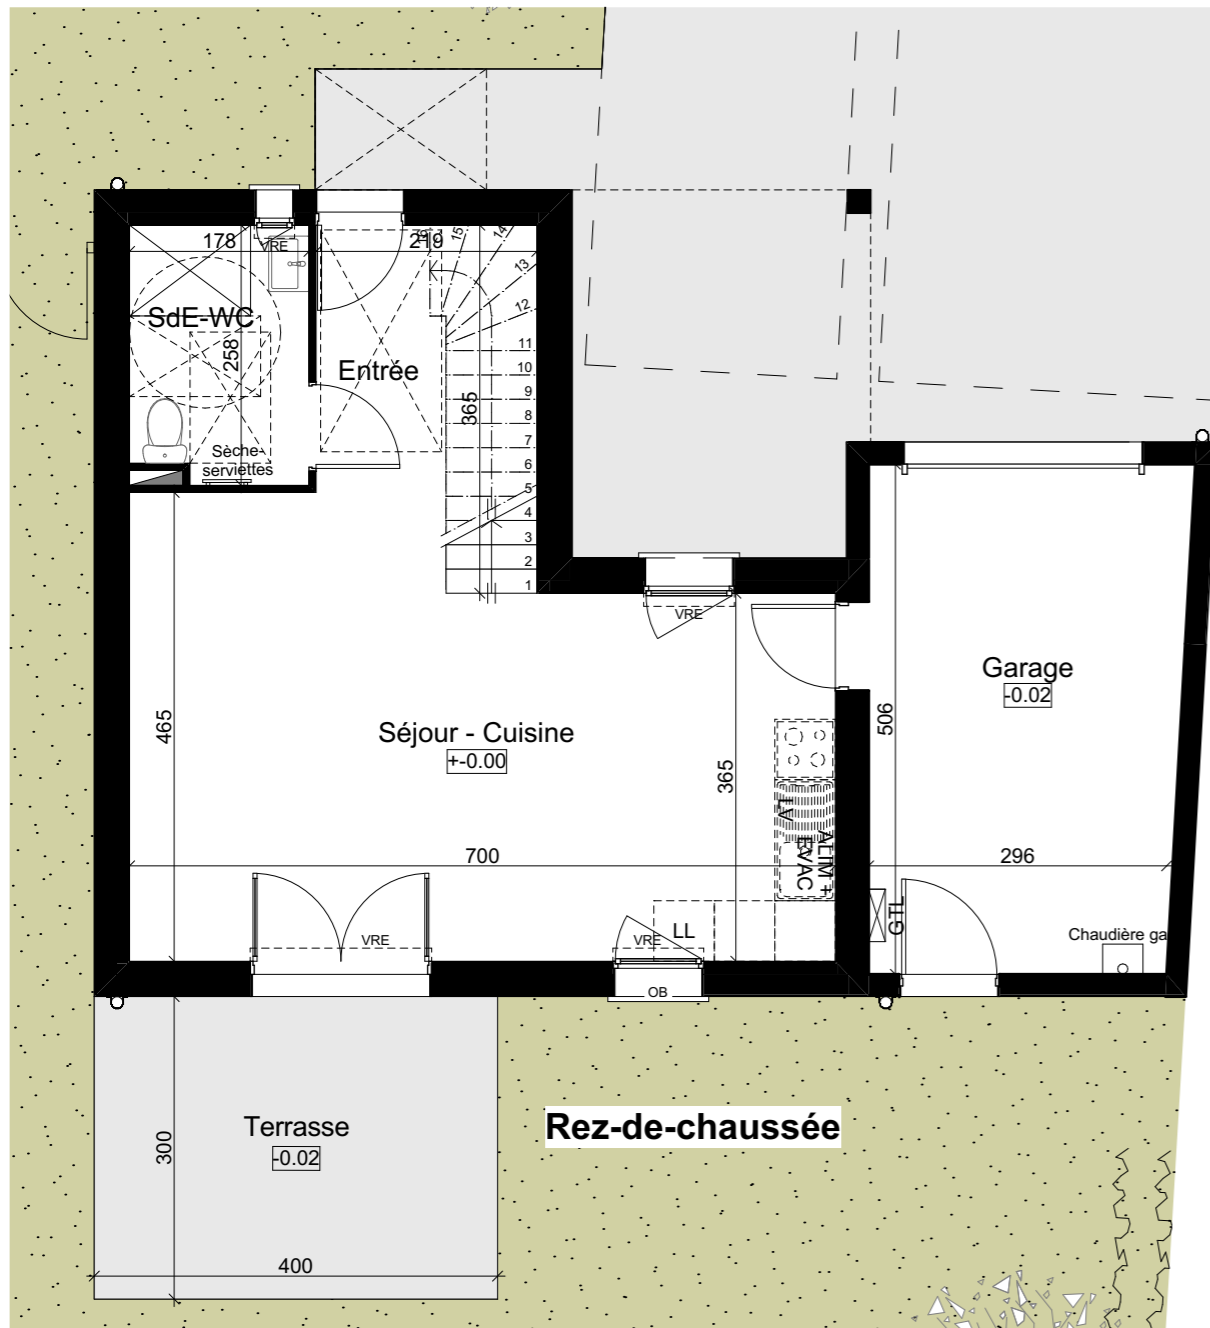 178
VRE
219
16
15
14
13
12
11
10
9
8
7
6
5
4
3
2
1
SdE-WC
258
Entrée
365
Sèche-
serviettes
VRE
Garage
-0.02
465
Séjour - Cuisine
+-0.00
365
506
LV
ALIM +
EVAC
700
296
GTL
LL
VRE
VRE
Chaudière ga
OB
Terrasse
-0.02
300
Rez-de-chaussée
400